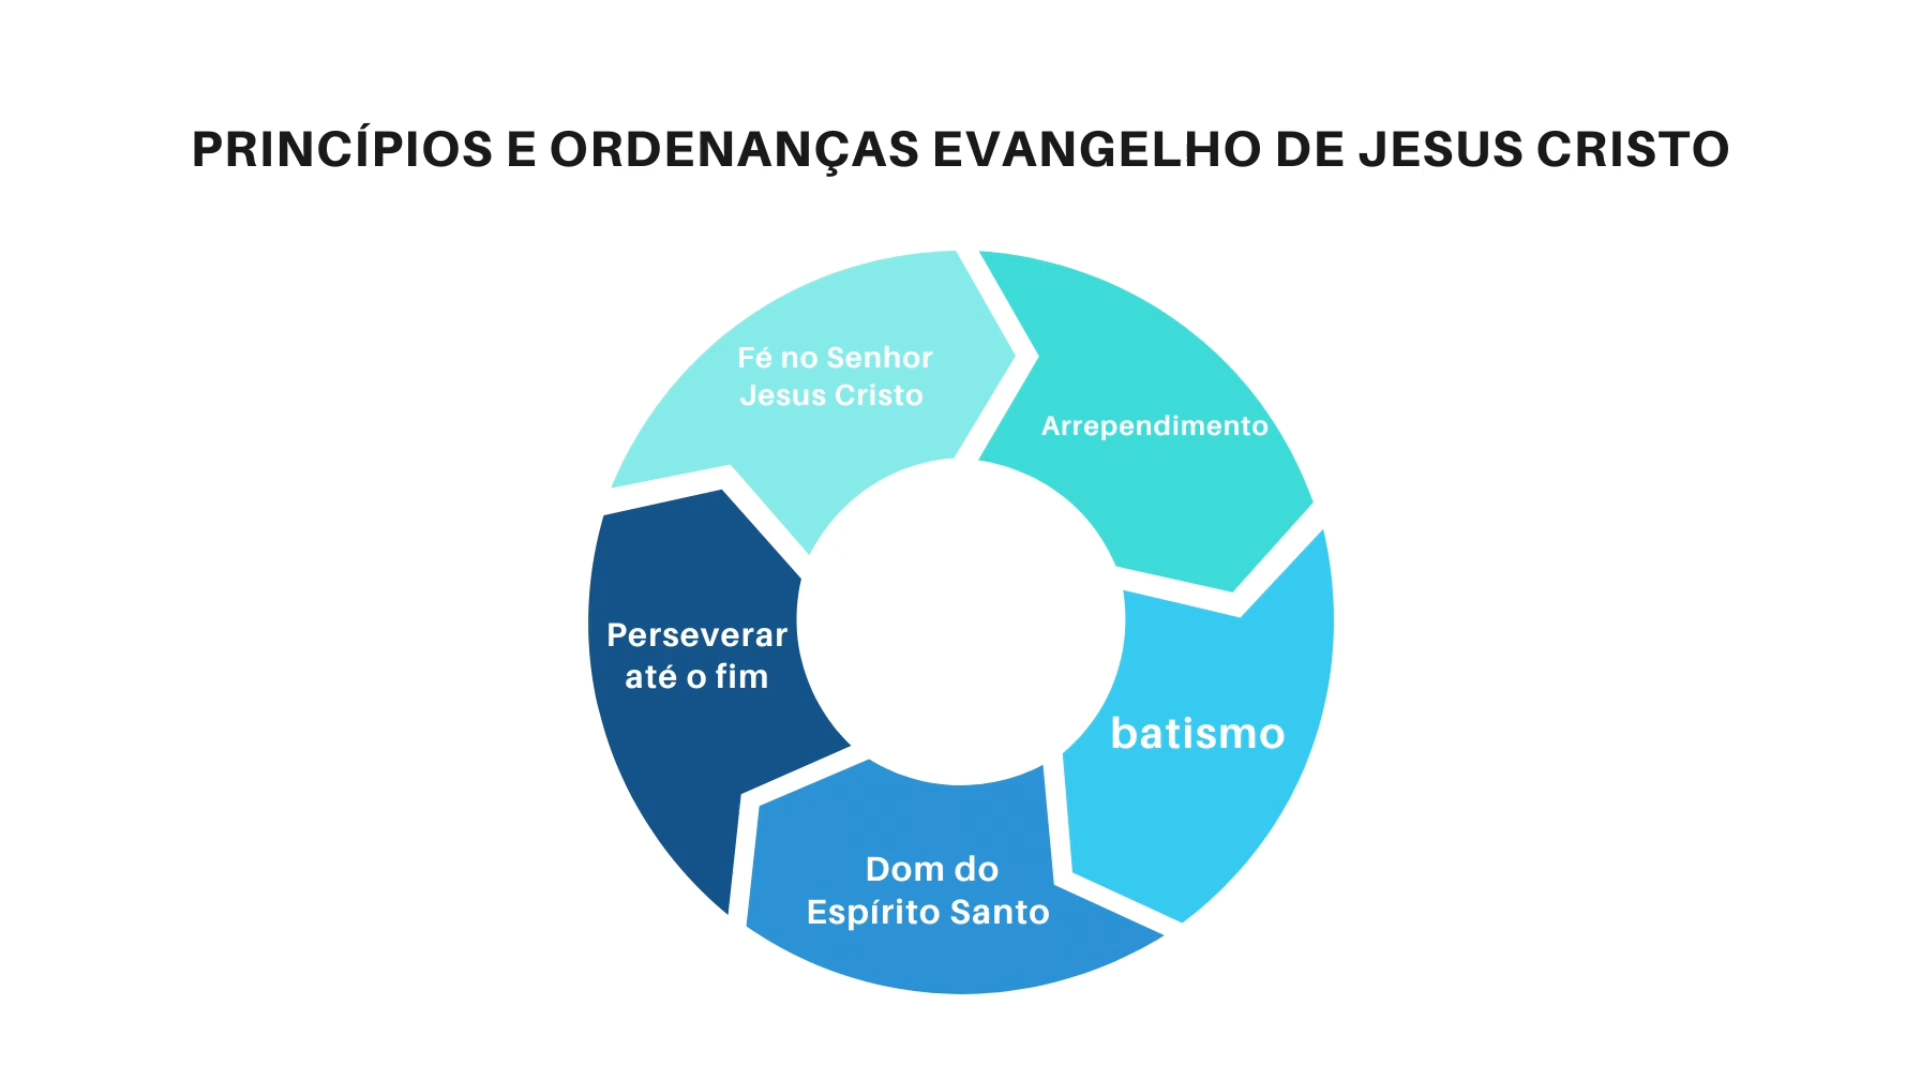 PRINCÍPIOS E ORDENANÇAS EVANGELHO DE JESUS CRISTO
Fé no Senhor
Jesus Cristo
Arrependimento
batismo
Dom do
Espírito Santo
Perseverar
até o fim